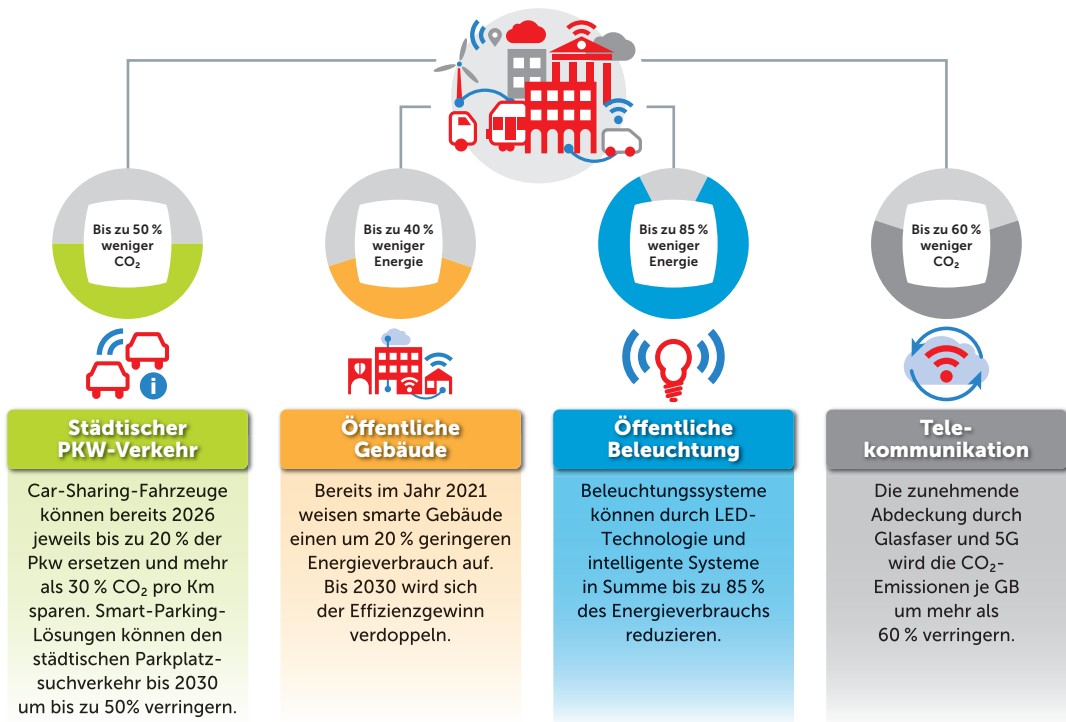 Bis zu 50 %
weniger
CO₂
Bis zu 40 %
weniger
Energie
Bis zu 85 %
weniger
Energie
Bis zu 60 %
weniger
CO₂
i
Städtischer
PKW-Verkehr
Car-Sharing-Fahrzeuge
können bereits 2026
jeweils bis zu 20 % der
Pkw ersetzen und mehr
als 30 % CO₂ pro Km
sparen. Smart-Parking-
Lösungen können den
städtischen Parkplatz-
suchverkehr bis 2030
um bis zu 50% verringern.
Öffentliche
Gebäude
Bereits im Jahr 2021
weisen smarte Gebäude
einen um 20 % geringeren
Energieverbrauch auf.
Bis 2030 wird sich
der Effizienzgewinn
verdoppeln.
Öffentliche
Beleuchtung
Beleuchtungssysteme
können durch LED-
Technologie und
intelligente Systeme
in Summe bis zu 85 %
des Energieverbrauchs
reduzieren.
Tele-
kommunikation
Die zunehmende
Abdeckung durch
Glasfaser und 5G
wird die CO₂-
Emissionen je GB
um mehr als
60 % verringern.